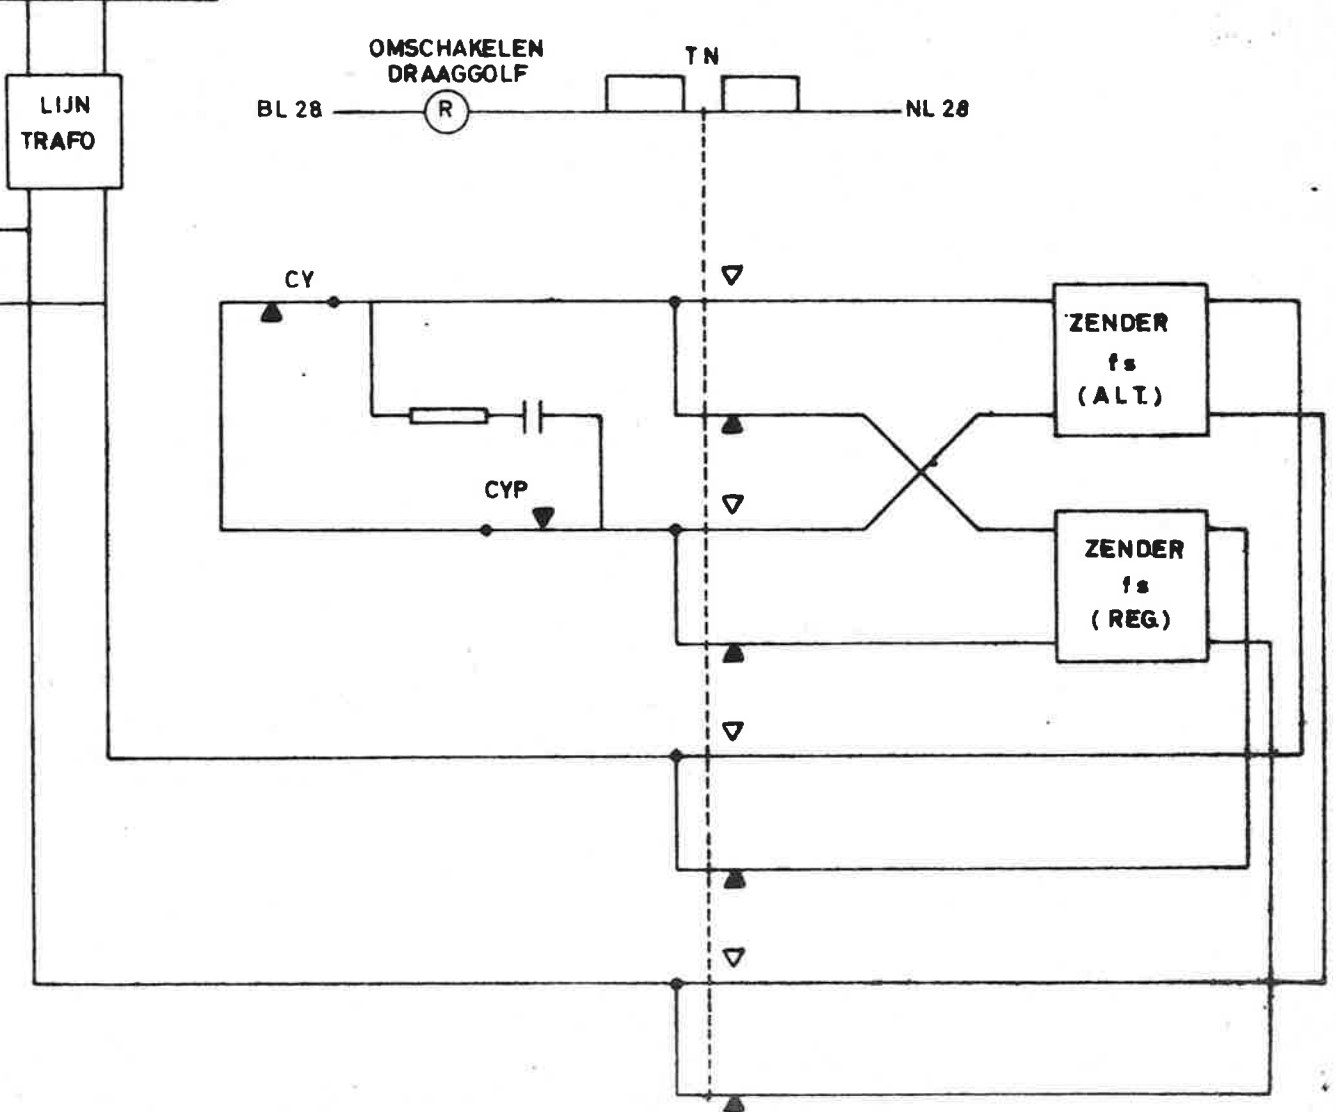 OMSCHAKELEN
DRAAGGOLF
TN
LIJN
TRAFO
BL 28
R
NL 28
CY
ZENDER
fs
(ALT.)
CYP
ZENDER
fs
(REG.)